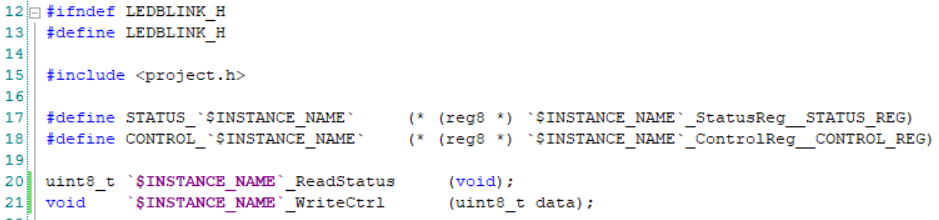 12 #ifndef LEDBLINK_H
13 #define LEDBLINK_H
14
15 #include <project.h>
16
17 #define STATUS_`$INSTANCE_NAME`      (* (reg8 *) `$INSTANCE_NAME`_StatusReg__STATUS_REG)
18 #define CONTROL_`$INSTANCE_NAME`     (* (reg8 *) `$INSTANCE_NAME`_ControlReg__CONTROL_REG)
19
20 uint8_t `$INSTANCE_NAME`_ReadStatus      (void);
21 void    `$INSTANCE_NAME`_WriteCtrl       (uint8_t data);